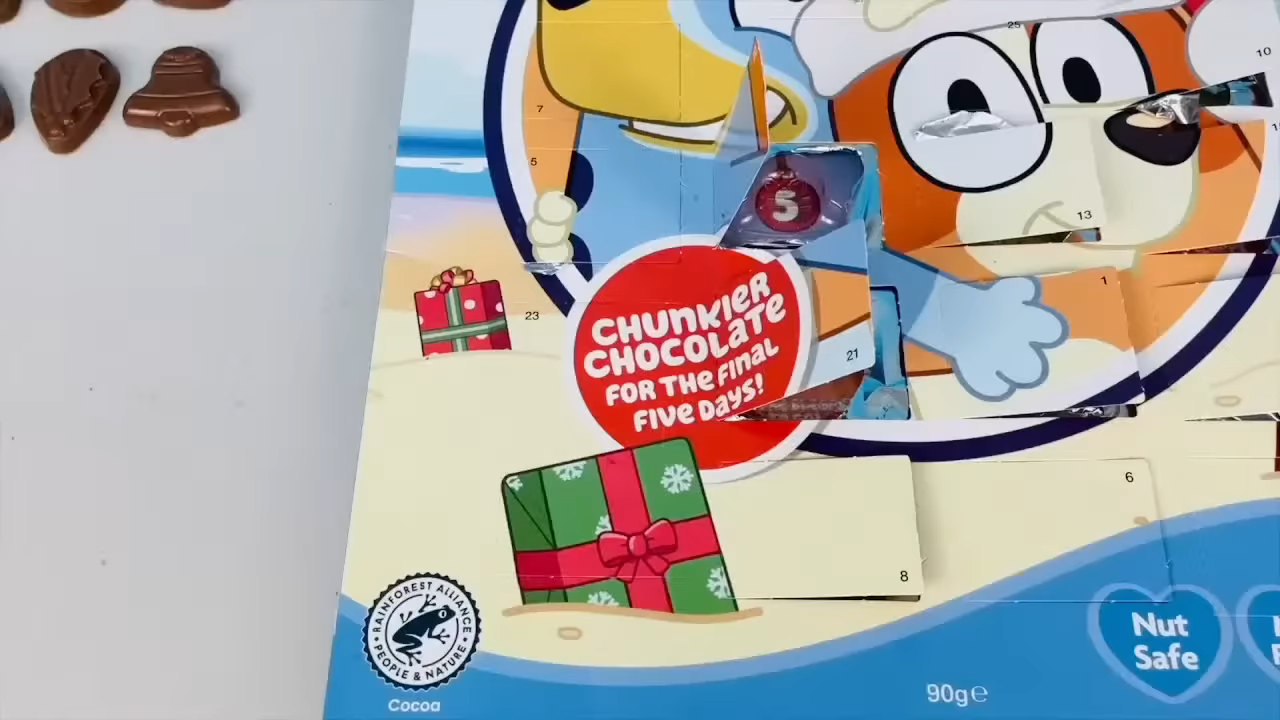 25
10
7
5
S
13
1
23
CHUNKIER
CHOCOLATE
FOR THE FINAL
FIVE DAYS!
21
6
8
RAINFOREST ALLIANCE
PEOPLE & NATURE
Cocoa
Nut
Safe
90g℮